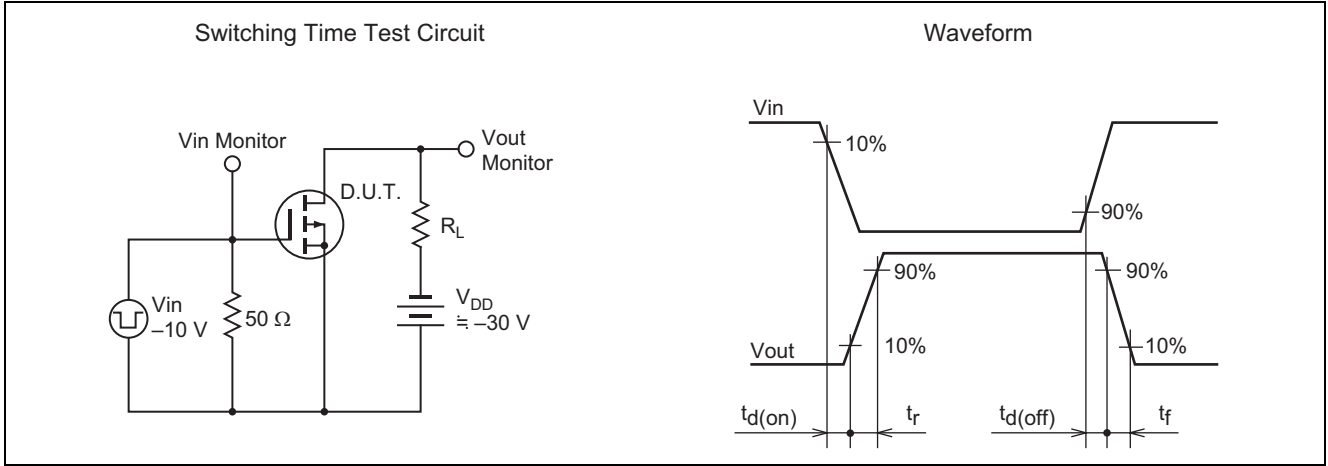 Switching Time Test Circuit
Vin Monitor
Vout
Monitor
D.U.T.
RL
Vin
–10 V
50 Ω
VDD
≒ –30 V
Waveform
Vin
10%
90%
90%
90%
Vout
10%
10%
td(on)
tr
td(off)
tf